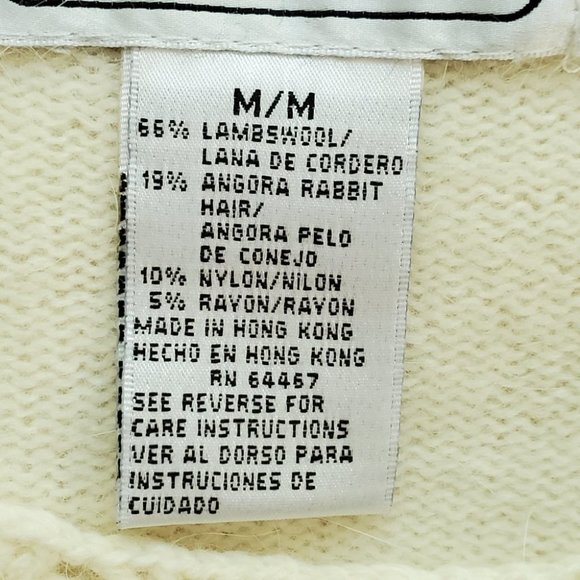 M/M
66% LAMBSWOOL/
LANA DE CORDERO
19% ANGORA RABBIT
HAIR/
ANGORA PELO
DE CONEJO
10% NYLON/NILON
5% RAYON/RAYON
MADE IN HONG KONG
HECHO EN HONG KONG
RN 64467
SEE REVERSE FOR
CARE INSTRUCTIONS
VER AL DORSO PARA
INSTRUCIONES DE
CUIDADO